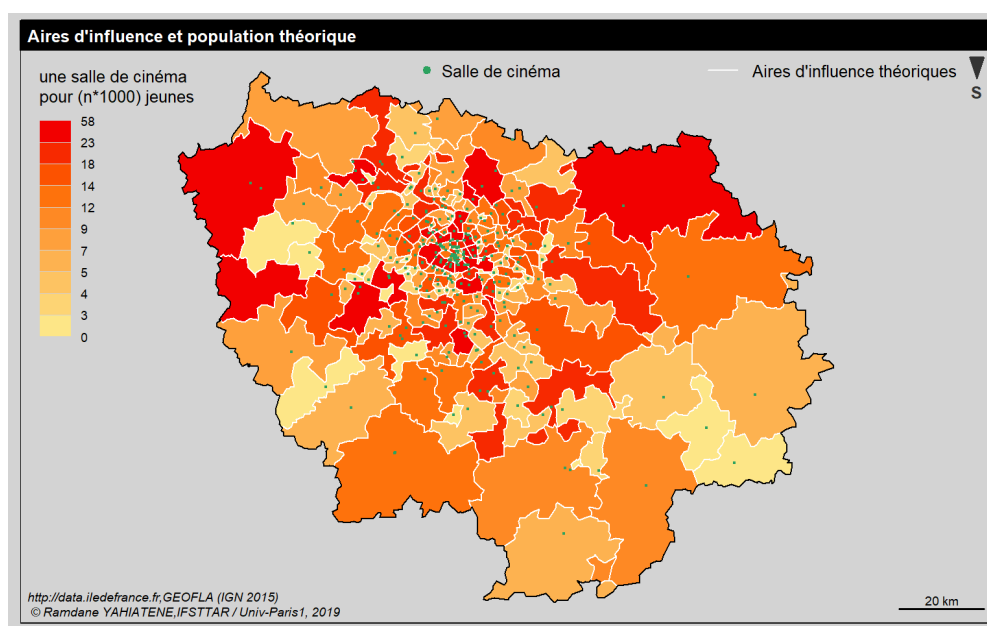 Aires d'influence et population théorique
une salle de cinéma
pour (n*1000) jeunes
Salle de cinéma
Aires d'influence théoriques
S
58
23
18
14
12
9
7
5
4
3
0
http://data.iledefrance.fr,GEOFLA (IGN 2015)
© Ramdane YAHIATENE,IFSTTAR / Univ-Paris1, 2019
20 km